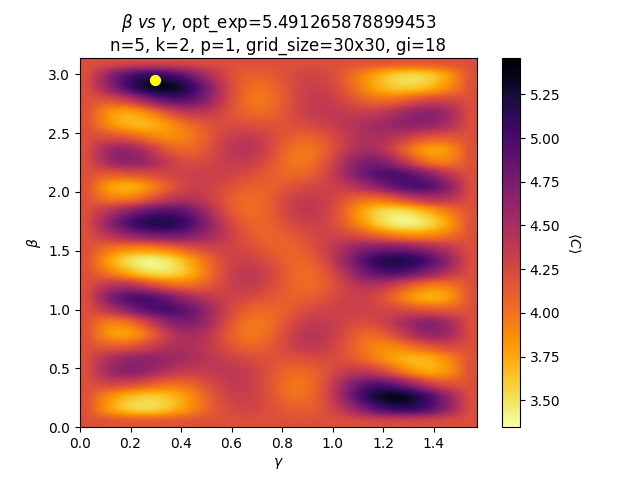 β vs γ, opt_exp=5.491265878899453
n=5, k=2, p=1, grid_size=30x30, gi=18
3.0
2.5
2.0
1.5
1.0
0.5
0.0
β
0.0 0.2 0.4 0.6 0.8 1.0 1.2 1.4
γ
5.25
5.00
4.75
4.50
4.25
4.00
3.75
3.50
⟨C⟩